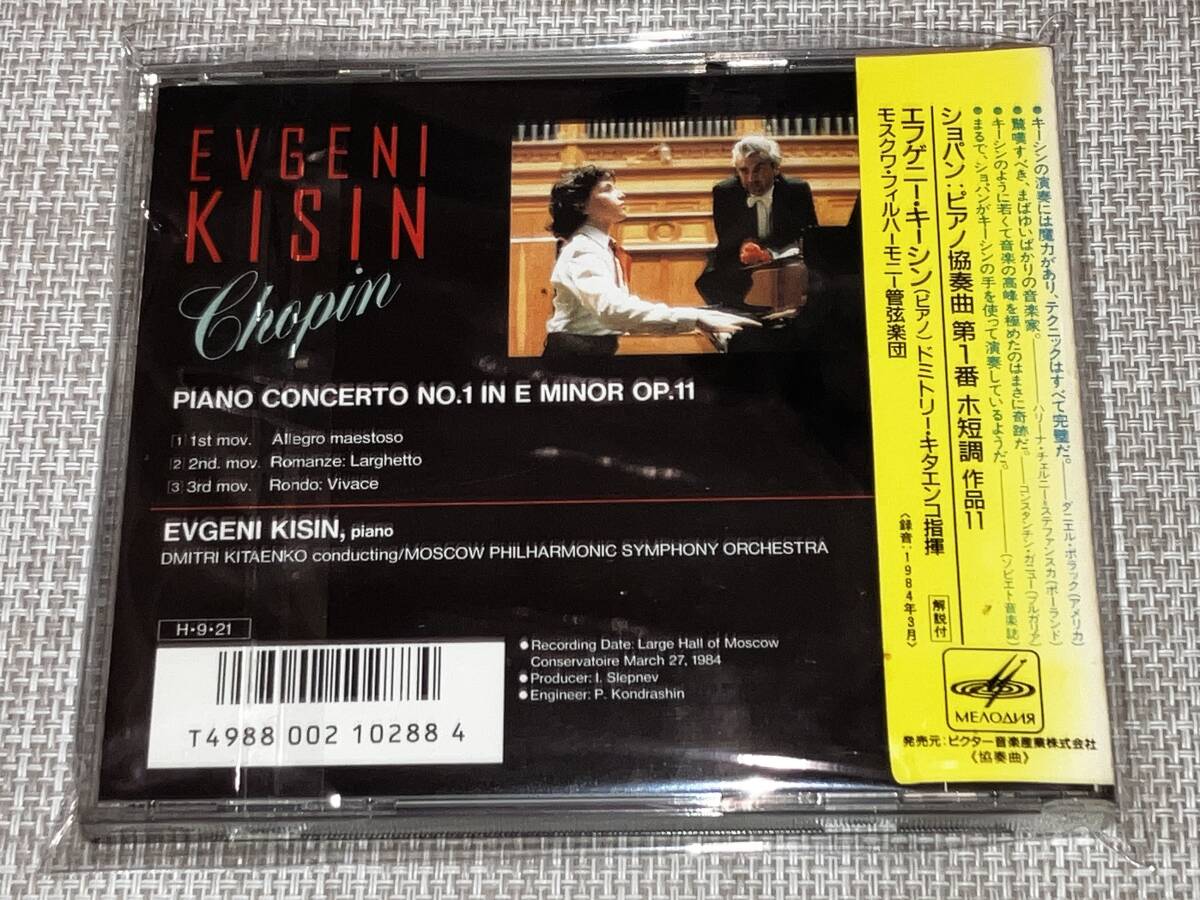 EVGENI
KISIN
Chopin
PIANO CONCERTO NO.1 IN E MINOR OP.11
1 1st mov. Allegro maestoso
2 2nd. mov. Romanze: Larghetto
3 3rd mov. Rondo: Vivace
EVGENI KISIN, piano
DMITRI KITAENKO conducting/MOSCOW PHILHARMONIC SYMPHONY ORCHESTRA
H·9·21
T4988 002 10288 4
●Recording Date: Large Hall of Moscow
Conservatoire March 27, 1984
●Producer: I. Slepnev
●Engineer: P. Kondrashin
●キーシンの演奏には魔力があり、テクニックはすべて完璧だ。——ダニエル・ポラック(アメリカ)
●驚嘆すべき、まばゆいばかりの音楽家。——ハリーナ・チェルニー＝ステファンスカ(ポーランド)
●キーシンのように若くて音楽の高峰を極めたのはまさに奇跡だ。——コンスタンチン・ガニュー(ブルガリア)
●まるで、ショパンがキーシンの手を使って演奏しているようだ。——(ソビエト音楽誌)
ショパン：ピアノ協奏曲 第1番 ホ短調 作品11
エフゲニー・キーシン(ピアノ) ドミトリー・キタエンコ指揮
モスクワ・フィルハーモニー管弦楽団
〈録音：1984年3月〉
解説付
МЕЛОДИЯ
発売元：ビクター音楽産業株式会社
《協奏曲》